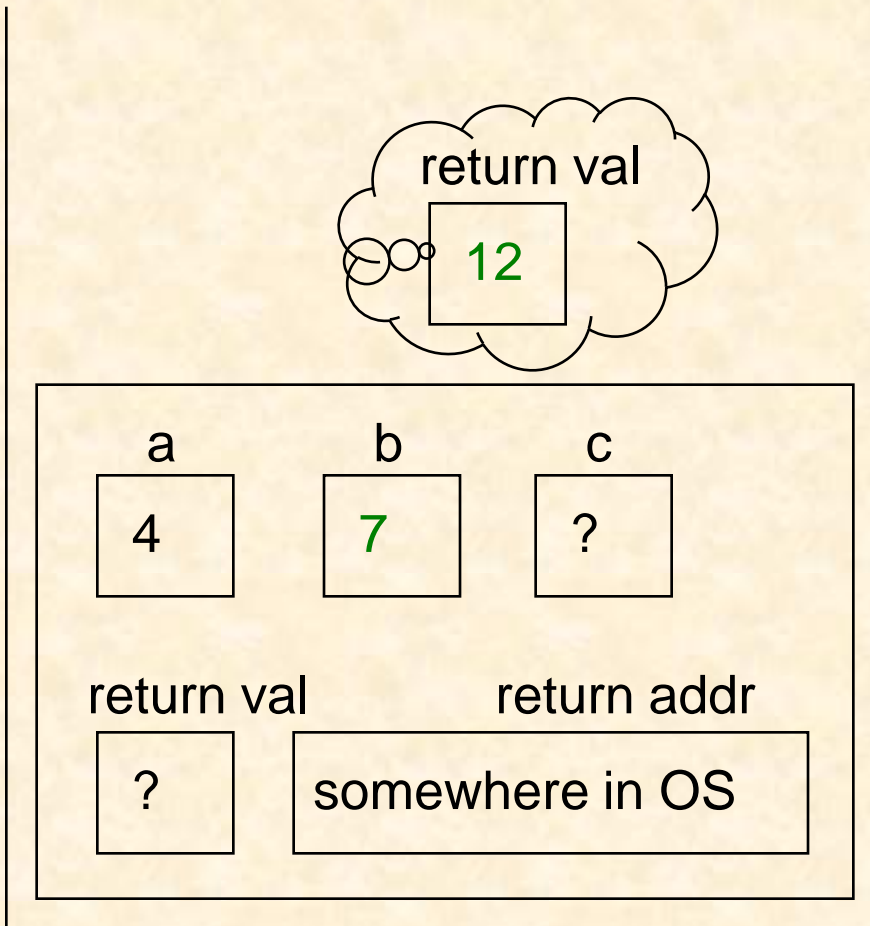 return val
12
a b c
4 7 ?
return val return addr
? somewhere in OS